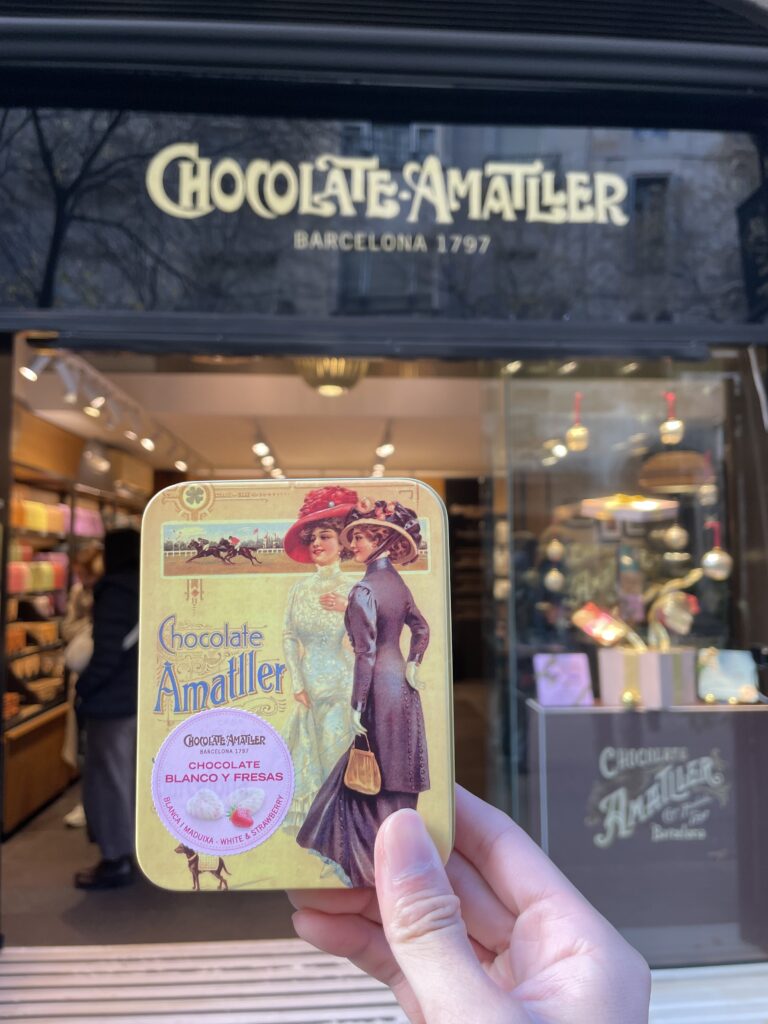 CHOCOLATE-AMATLLER
BARCELONA 1797
Chocolate
Amatller
CHOCOLATE AMATLLER
BARCELONA 1797
CHOCOLATE
BLANCO Y FRESAS
BLANCA I MADUIXA - WHITE & STRAWBERRY
CHOCOLATE
AMATLLER
Barcelona